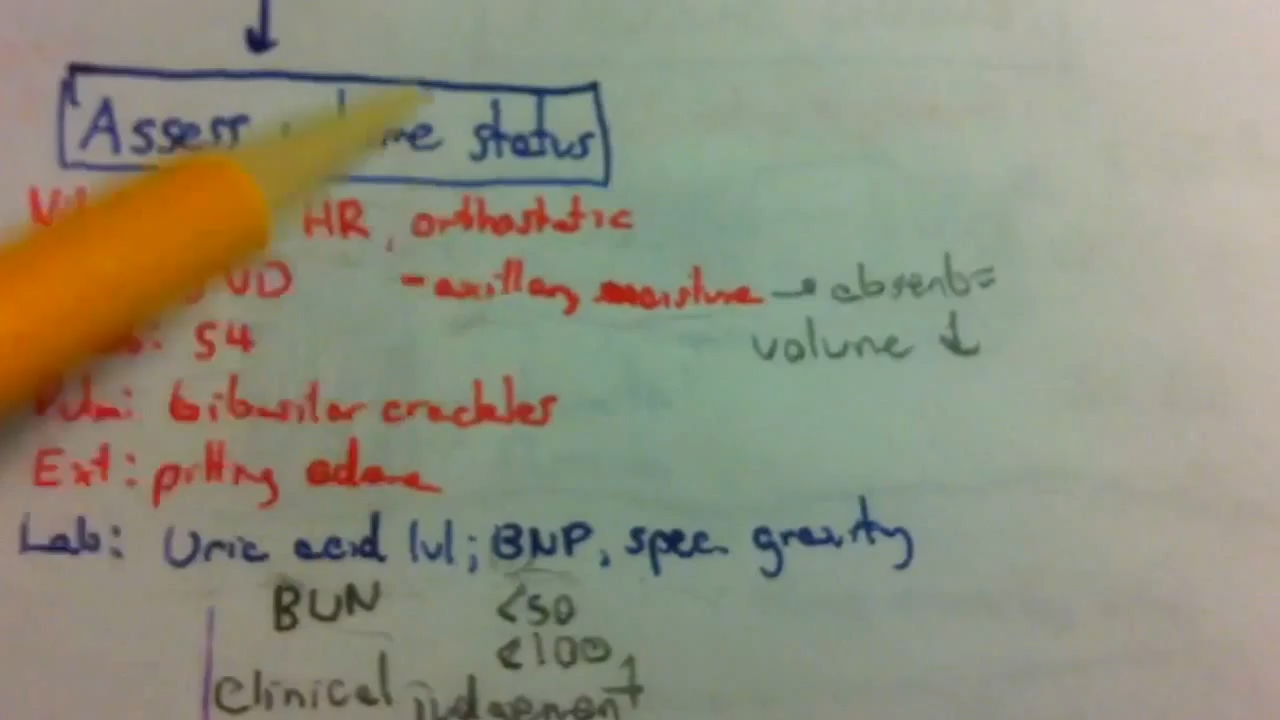 Assess status
HR, orthostatic
- axillary moisture → absent =
volume ↓
S4
bibasilar crackles
Ext: pitting edema
Lab: Uric acid lvl; BNP, spec gravity
BUN <50
<100
Clinical judgement